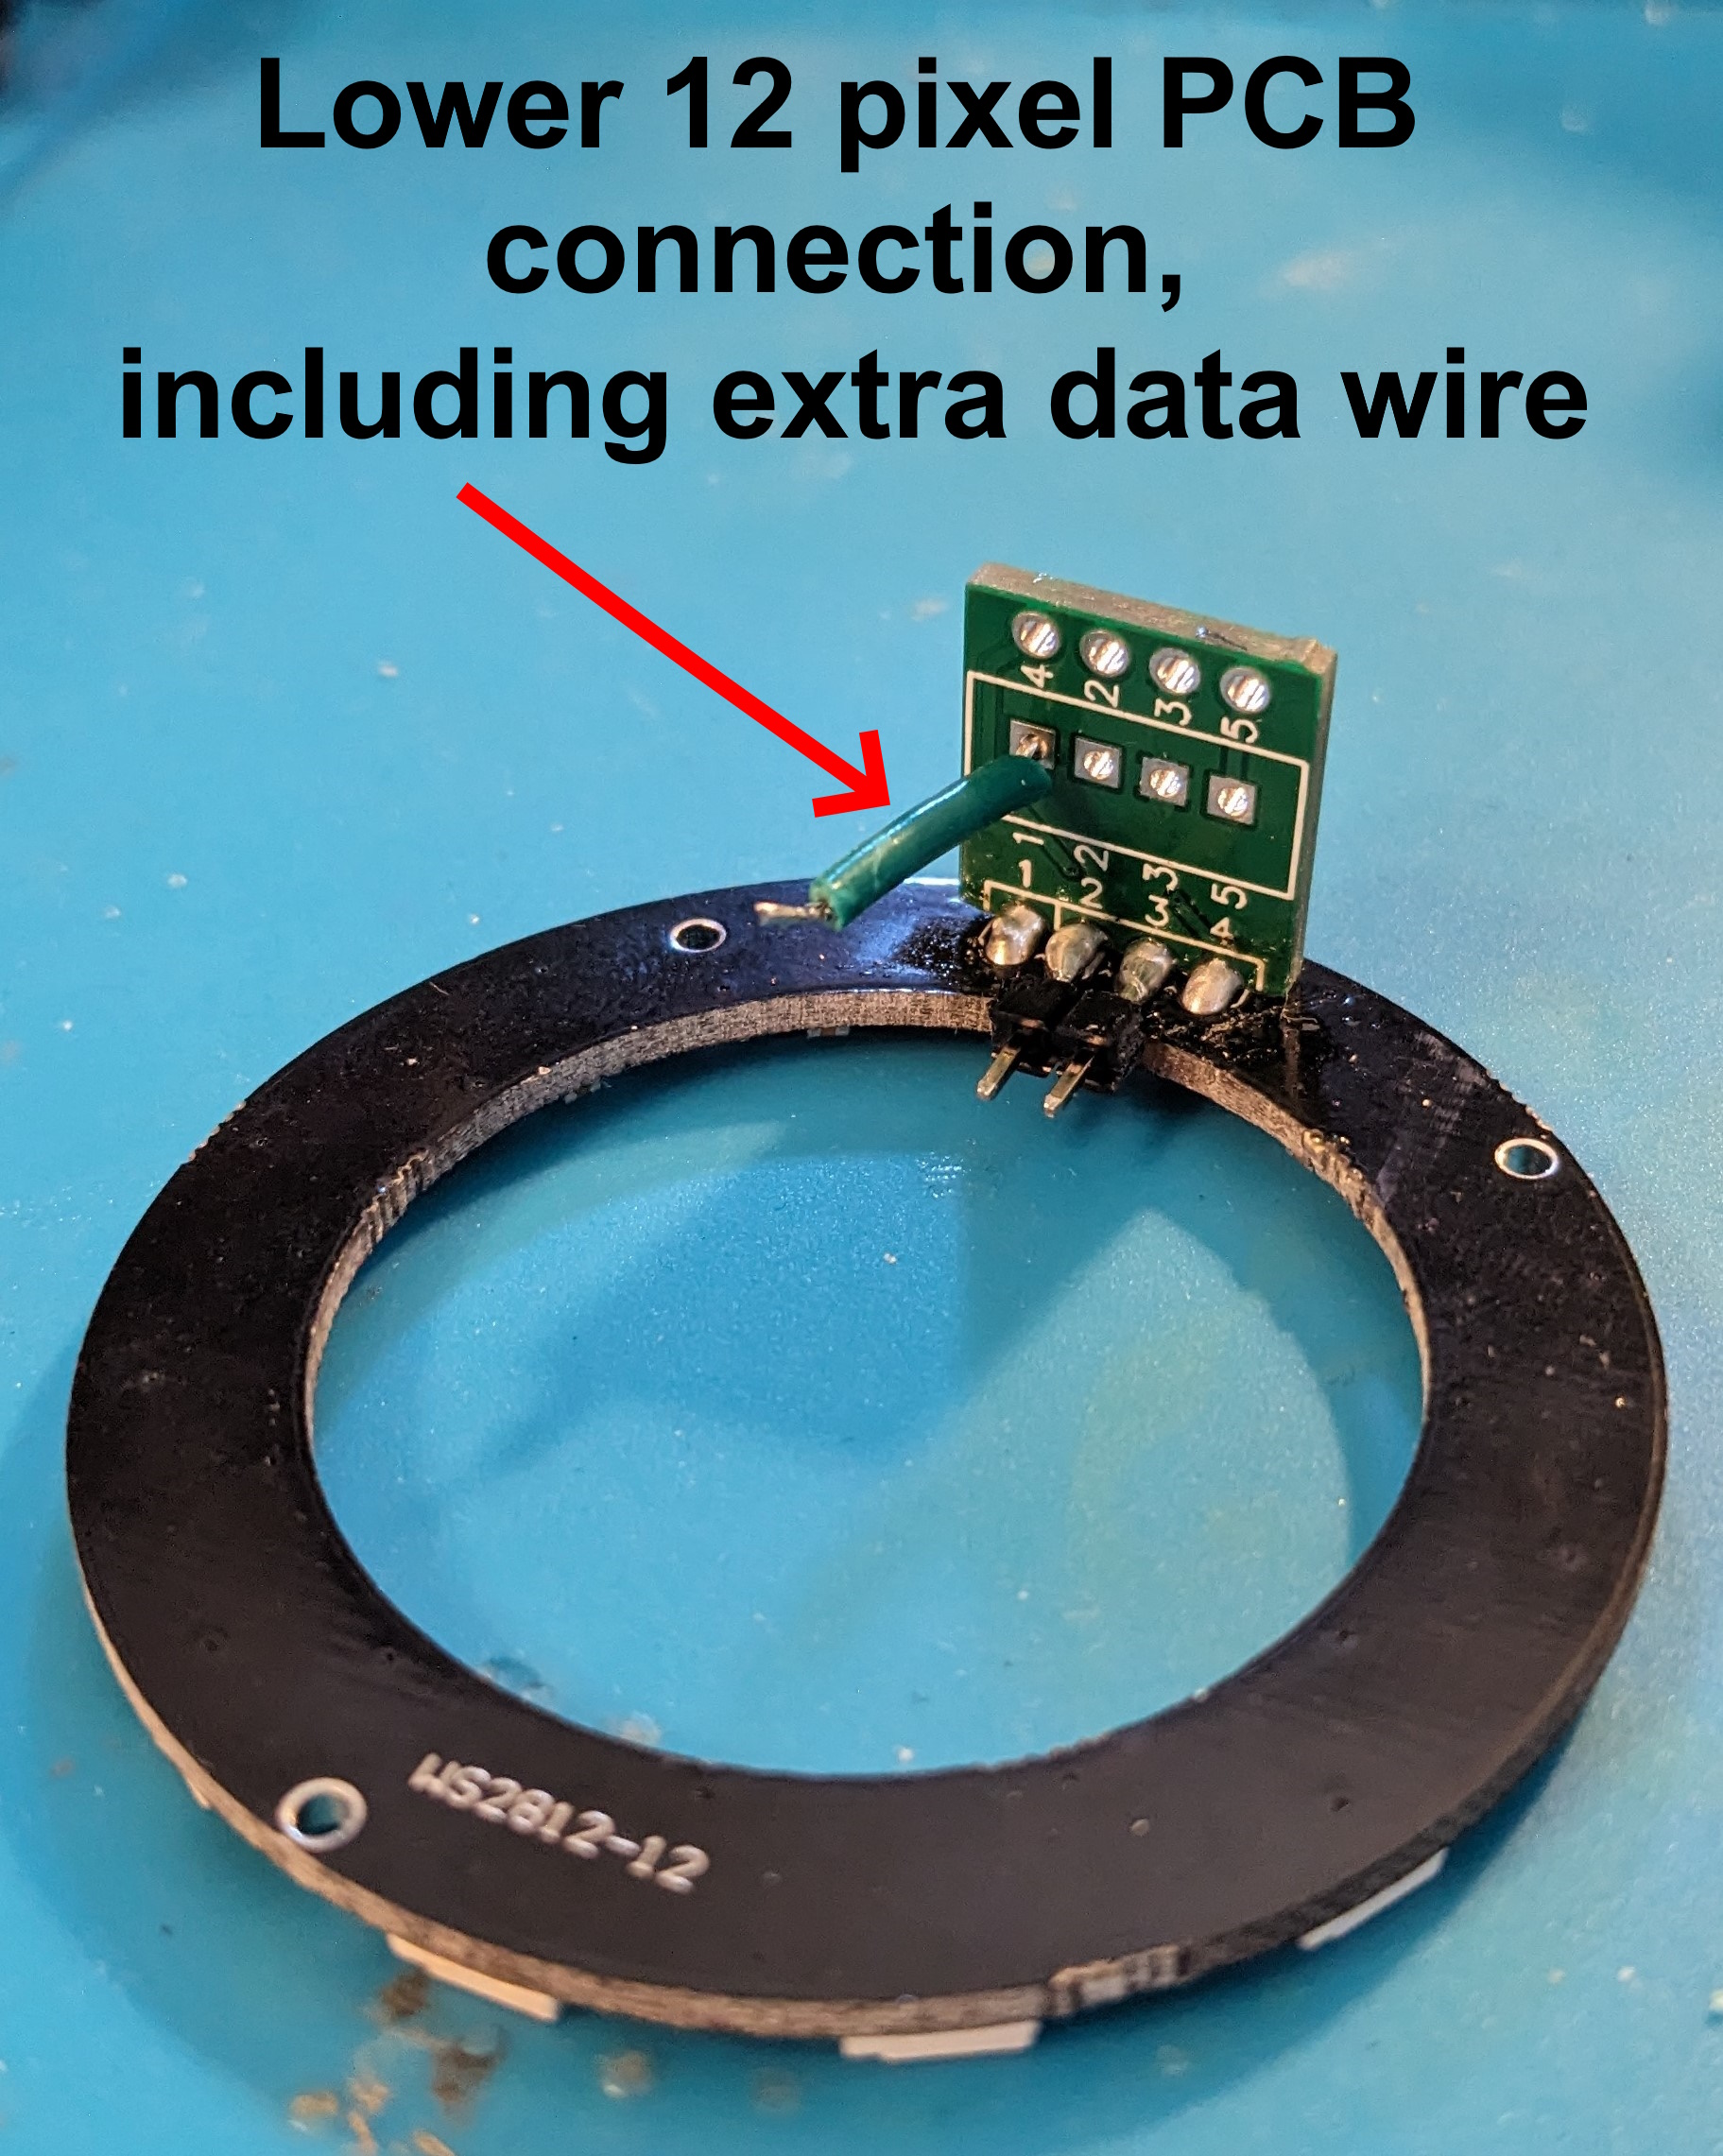 Lower 12 pixel PCB
connection,
including extra data wire
4 2 3 5
1 2 3 5
1 2 3 4
WS2812-12